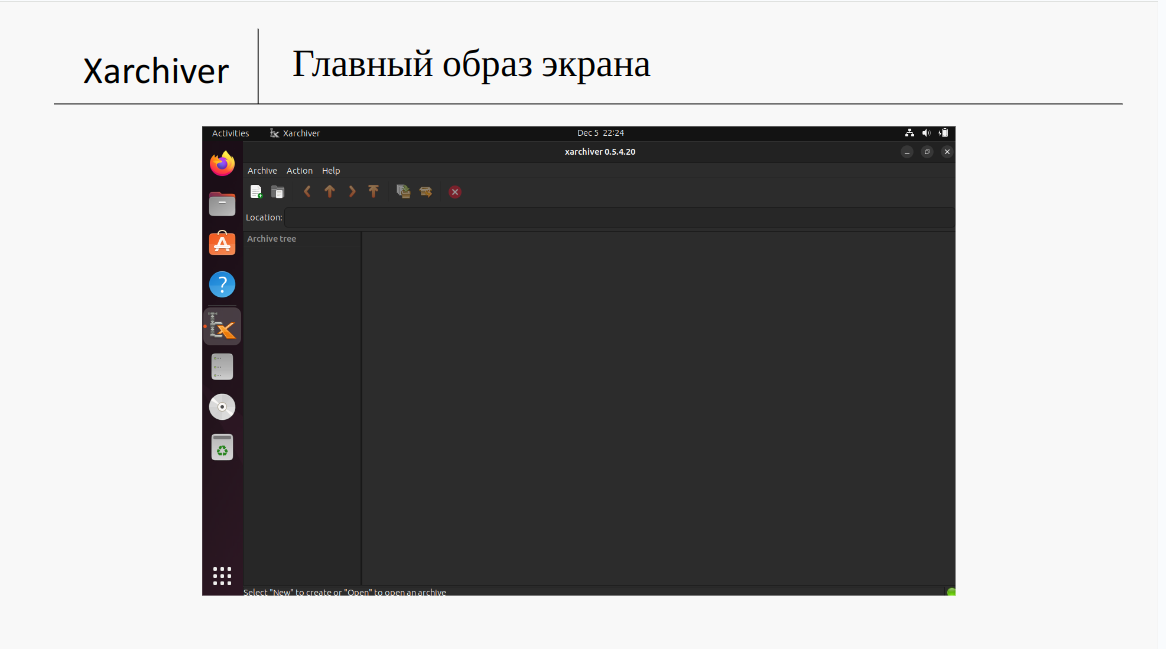 Xarchiver
Главный образ экрана
Activities Xarchiver Dec 5 22:24
xarchiver 0.5.4.20
Archive Action Help
Location:
Archive tree
Select "New" to create or "Open" to open an archive